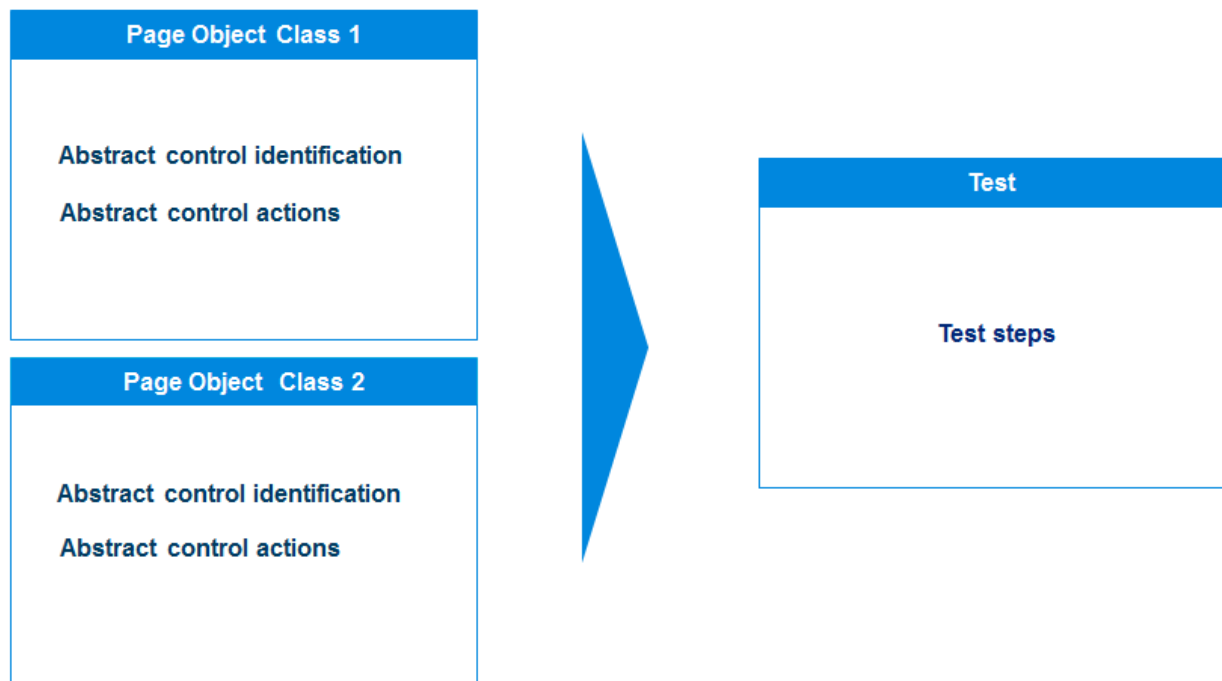 Page Object Class 1
Abstract control identification
Abstract control actions
Page Object Class 2
Abstract control identification
Abstract control actions
Test
Test steps